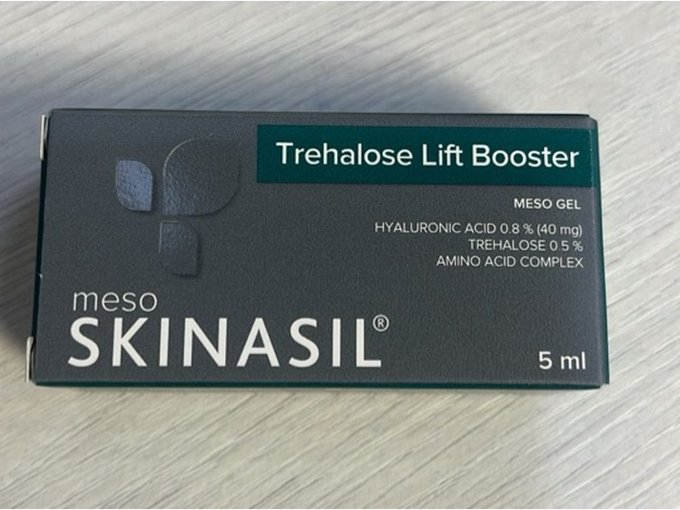 Trehalose Lift Booster
MESO GEL
HYALURONIC ACID 0.8 % (40 mg)
TREHALOSE 0.5 %
AMINO ACID COMPLEX
meso
SKINASIL®
5 ml